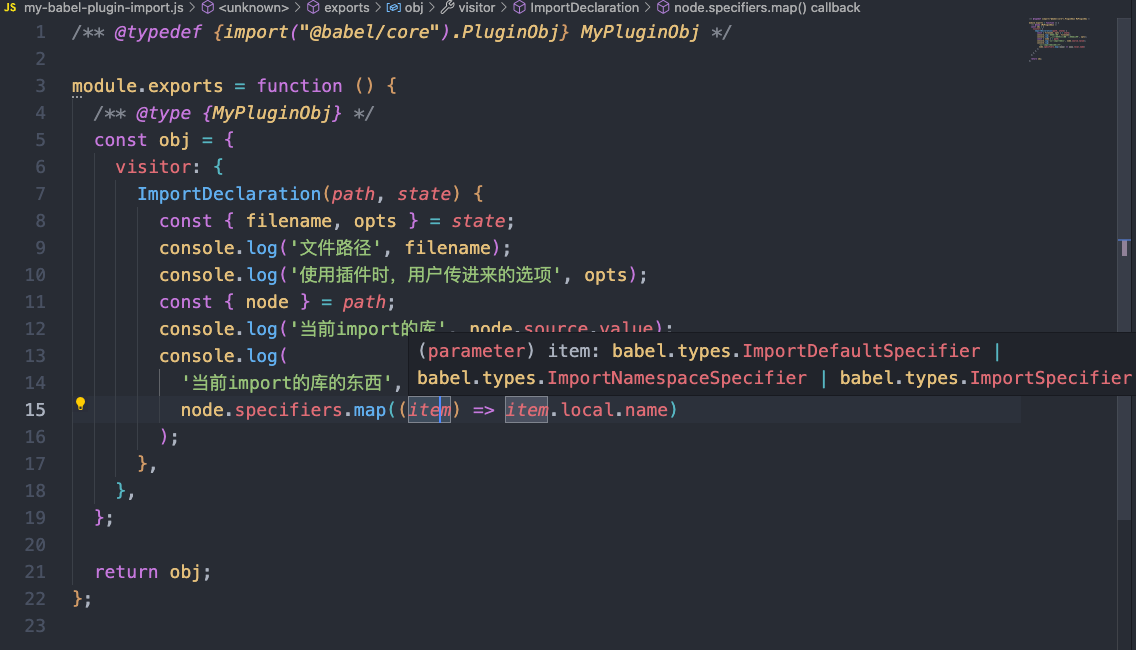 JS my-babel-plugin-import.js > <unknown> > exports > obj > visitor > ImportDeclaration > node.specifiers.map() callback
1 /** @typedef {import("@babel/core").PluginObj} MyPluginObj */
2
3 module.exports = function () {
4 /** @type {MyPluginObj} */
5 const obj = {
6 visitor: {
7 ImportDeclaration(path, state) {
8 const { filename, opts } = state;
9 console.log('文件路径', filename);
10 console.log('使用插件时，用户传进来的选项', opts);
11 const { node } = path;
12 console.log('当前import的库', node.source.value);
13 console.log(
(parameter) item: babel.types.ImportDefaultSpecifier |
14 '当前import的库的东西',
babel.types.ImportNamespaceSpecifier | babel.types.ImportSpecifier
15 node.specifiers.map((item) => item.local.name)
16 );
17 },
18 },
19 };
20
21 return obj;
22 };
23